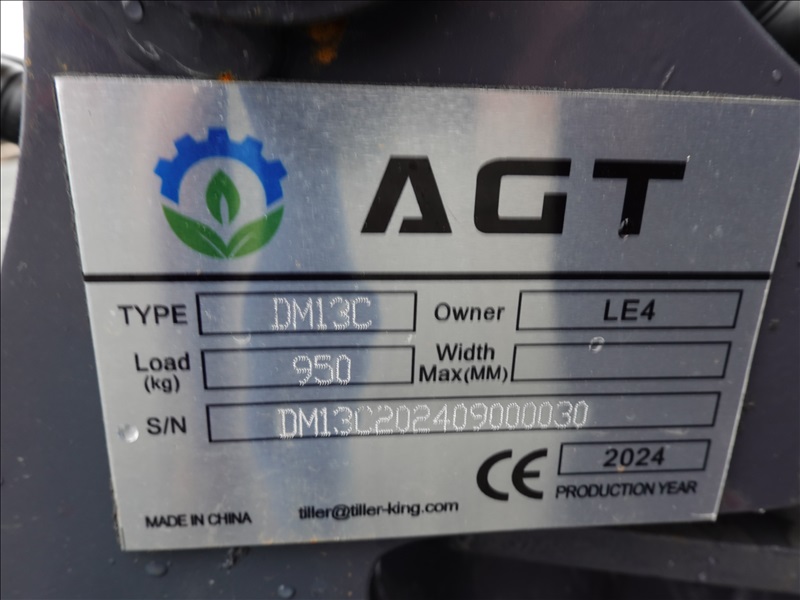 AGT
TYPE DM13C Owner LE4
Load (kg) 950 Width Max(MM)
S/N DM13C202409000030
CE 2024
PRODUCTION YEAR
MADE IN CHINA tiller@tiller-king.com